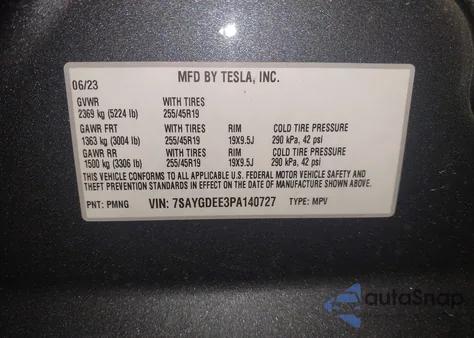 MFD BY TESLA, INC.
06/23
GVWR WITH TIRES
2369 kg (5224 lb) 255/45R19
GAWR FRT WITH TIRES RIM COLD TIRE PRESSURE
1363 kg (3004 lb) 255/45R19 19X9.5J 290 kPa, 42 psi
GAWR RR WITH TIRES RIM COLD TIRE PRESSURE
1500 kg (3306 lb) 255/45R19 19X9.5J 290 kPa, 42 psi
THIS VEHICLE CONFORMS TO ALL APPLICABLE U.S. FEDERAL MOTOR VEHICLE SAFETY AND
THEFT PREVENTION STANDARDS IN EFFECT ON THE DATE OF MANUFACTURE SHOWN ABOVE.
PNT: PMNG VIN: 7SAYGDEE3PA140727 TYPE: MPV
autoSnap